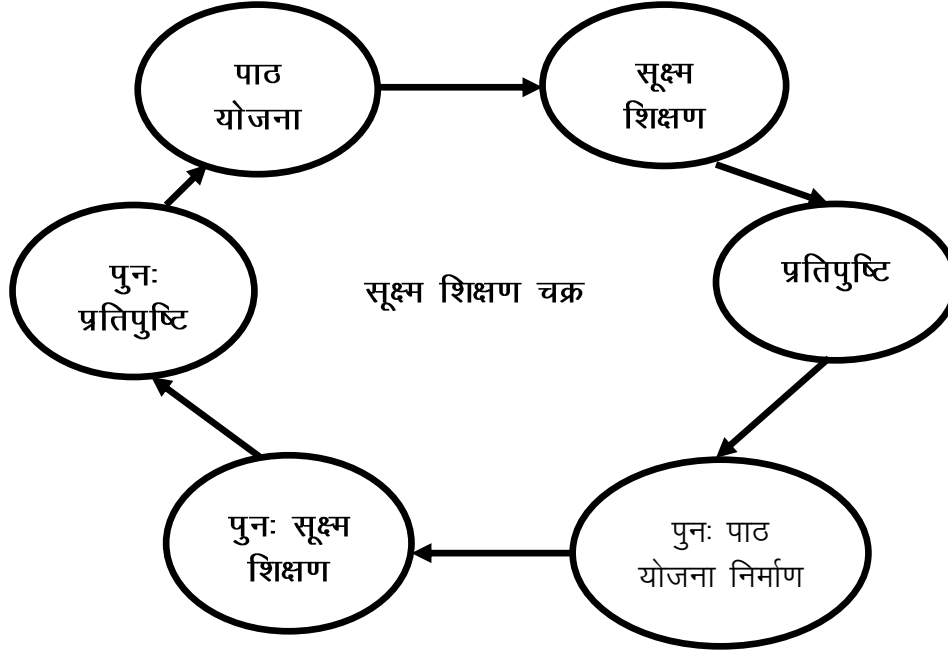 पाठ
योजना
सूक्ष्म
शिक्षण
प्रतिपुष्टि
पुनः पाठ
योजना निर्माण
पुनः सूक्ष्म
शिक्षण
पुनः
प्रतिपुष्टि
सूक्ष्म शिक्षण चक्र